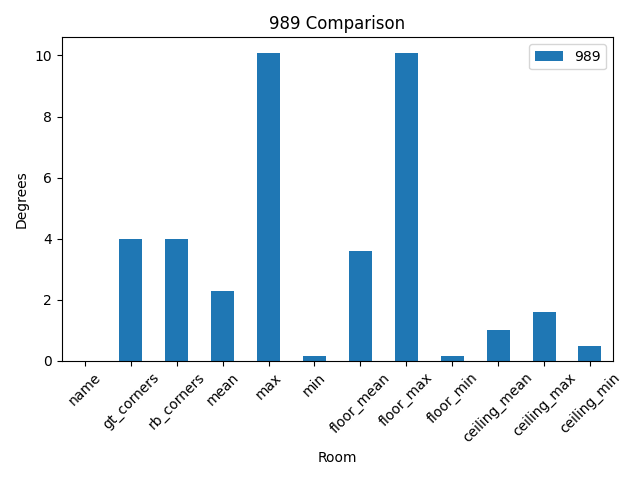 989 Comparison
989
Degrees
10
8
6
4
2
0
name
gt_corners
rb_corners
mean
max
min
floor_mean
floor_max
floor_min
ceiling_mean
ceiling_max
ceiling_min
Room